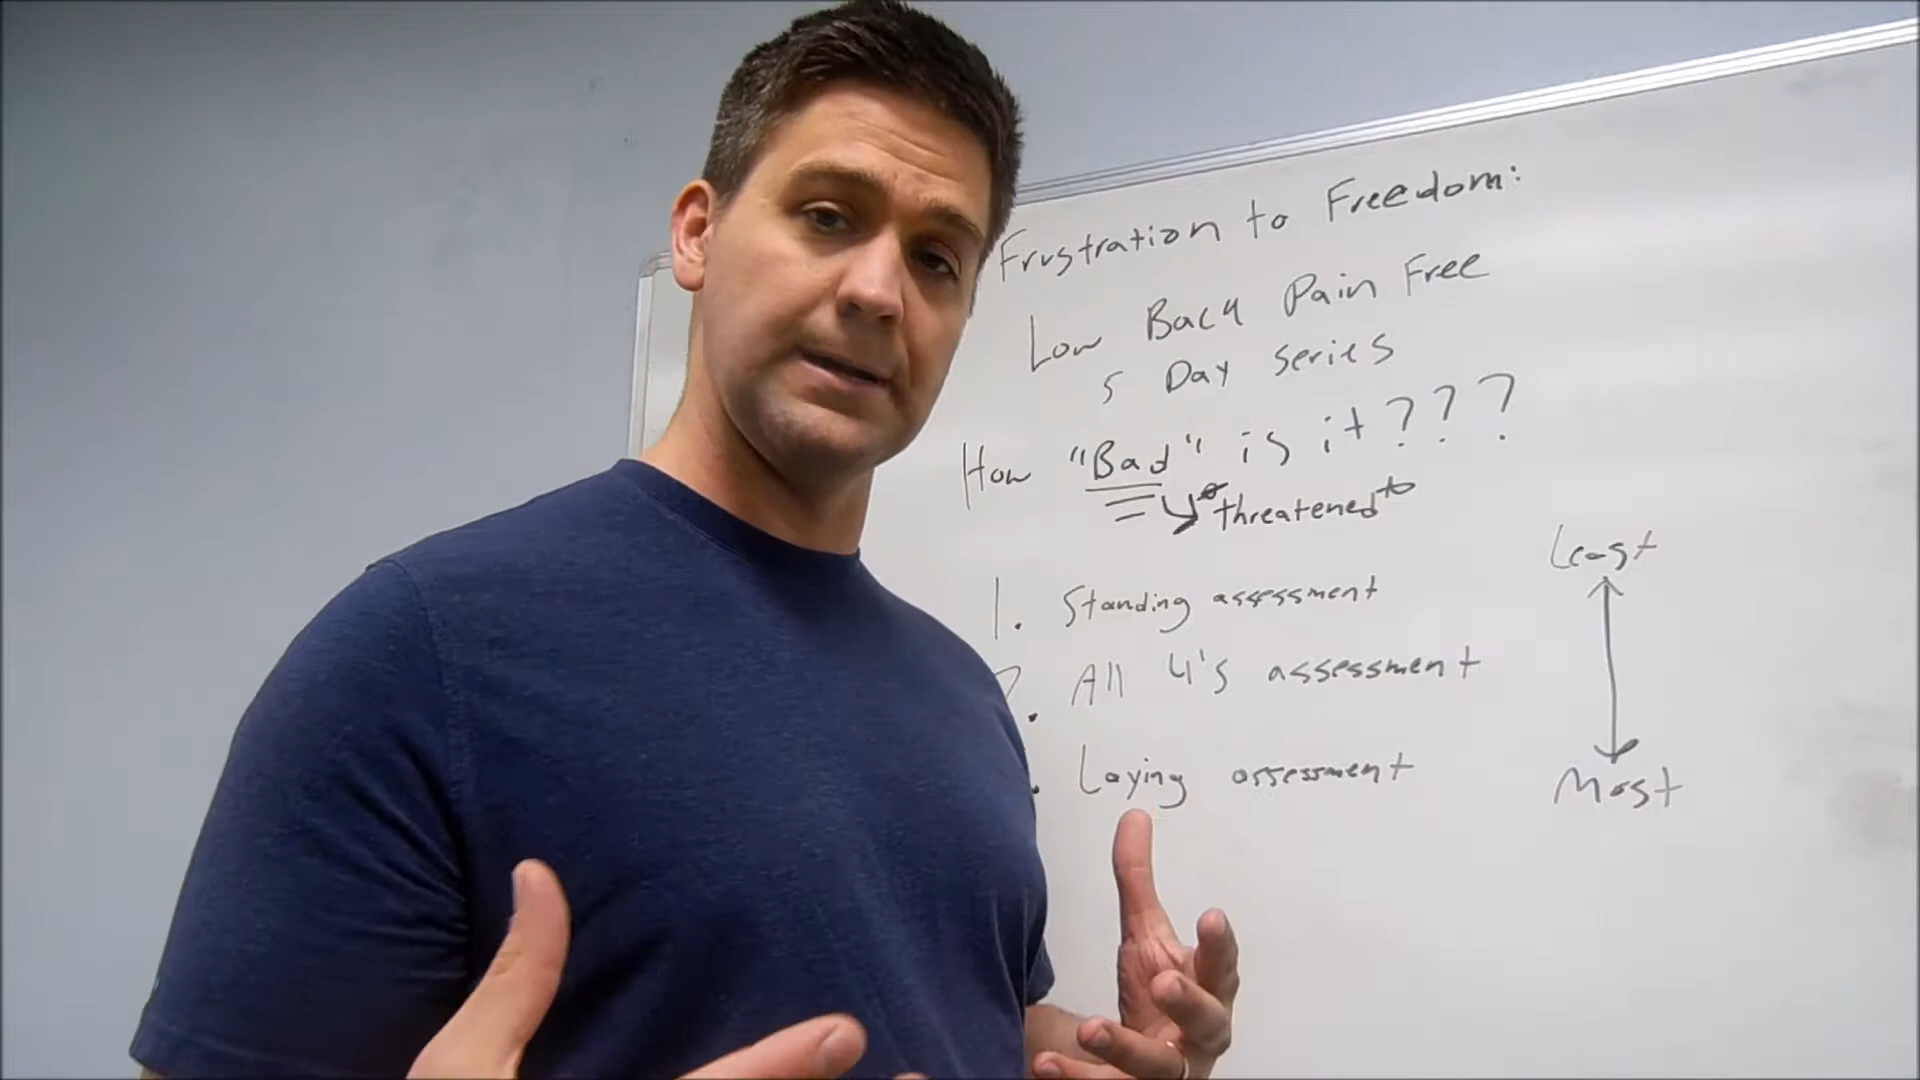 Frustration to Freedom:
Low Back Pain Free
5 Day series
How "Bad" is it???
*threatened*
1. Standing assessment
2. All 4's assessment
. Laying assessment
Least
Most